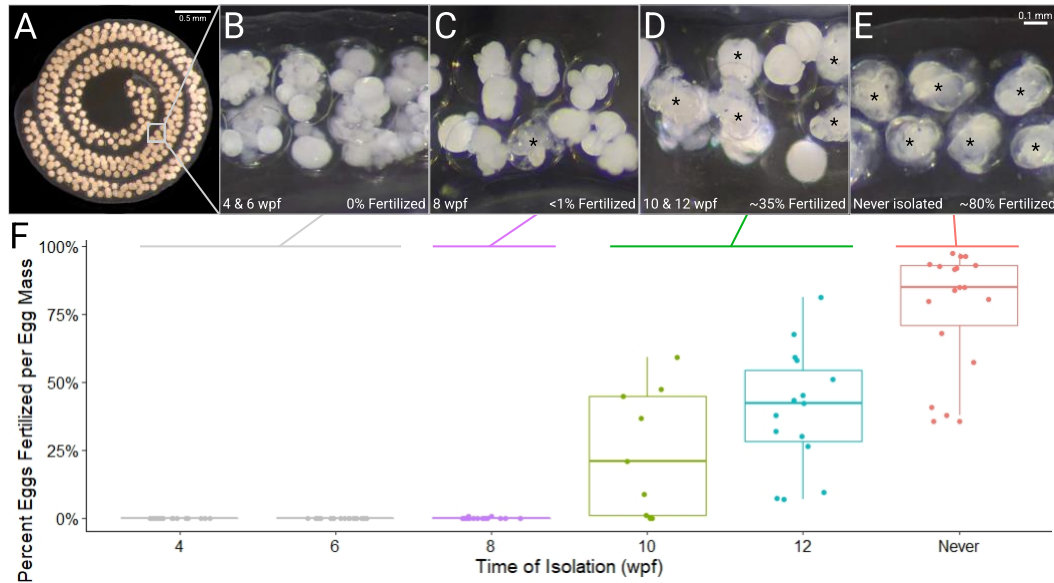 A
0.5 mm
B
4 & 6 wpf
0% Fertilized
C
*
8 wpf
<1% Fertilized
D
*
*
*
*
*
10 & 12 wpf
~35% Fertilized
E
0.1 mm
*
*
*
*
*
*
Never isolated
~80% Fertilized
F
Percent Eggs Fertilized per Egg Mass
100%
75%
50%
25%
0%
4
6
8
10
12
Never
Time of Isolation (wpf)